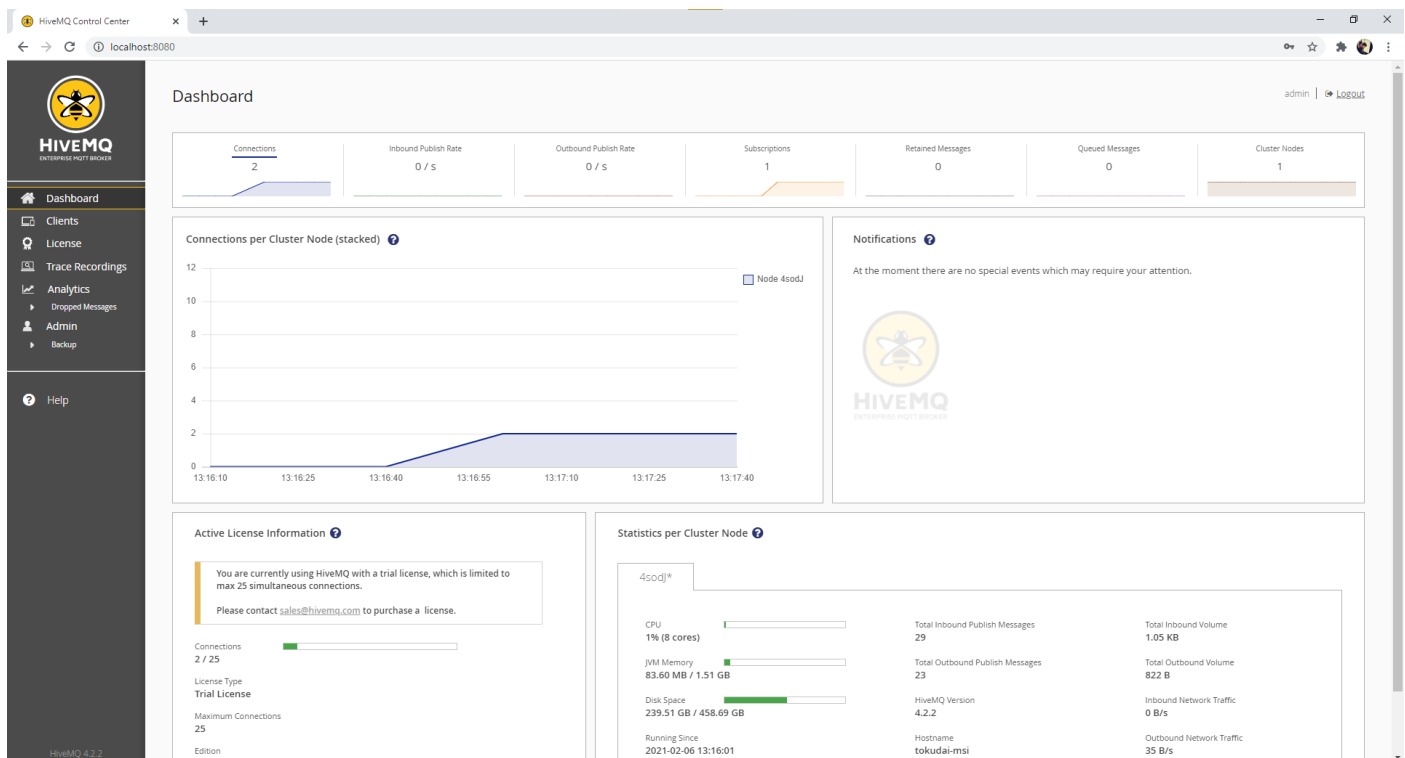 HiveMQ Control Center
localhost:8080
HIVEMQ
ENTERPRISE MQTT BROKER
Dashboard
Clients
License
Trace Recordings
Analytics
Dropped Messages
Admin
Backup
Help
HiveMQ 4.2.2
Dashboard
admin
Logout
Connections
2
Inbound Publish Rate
0 / s
Outbound Publish Rate
0 / s
Subscriptions
1
Retained Messages
0
Queued Messages
0
Cluster Nodes
1
Connections per Cluster Node (stacked)
12
10
8
6
4
2
0
13:16:10 13:16:25 13:16:40 13:16:55 13:17:10 13:17:25 13:17:40
Node 4sodJ
Notifications
At the moment there are no special events which may require your attention.
HIVEMQ
ENTERPRISE MQTT BROKER
Active License Information
You are currently using HiveMQ with a trial license, which is limited to
max 25 simultaneous connections.
Please contact sales@hivemq.com to purchase a license.
Connections
2 / 25
License Type
Trial License
Maximum Connections
25
Edition
Statistics per Cluster Node
4sodJ*
CPU
1% (8 cores)
JVM Memory
83.60 MB / 1.51 GB
Disk Space
239.51 GB / 458.69 GB
Running Since
2021-02-06 13:16:01
Total Inbound Publish Messages
29
Total Outbound Publish Messages
23
HiveMQ Version
4.2.2
Hostname
tokudai-msi
Total Inbound Volume
1.05 KB
Total Outbound Volume
822 B
Inbound Network Traffic
0 B/s
Outbound Network Traffic
35 B/s